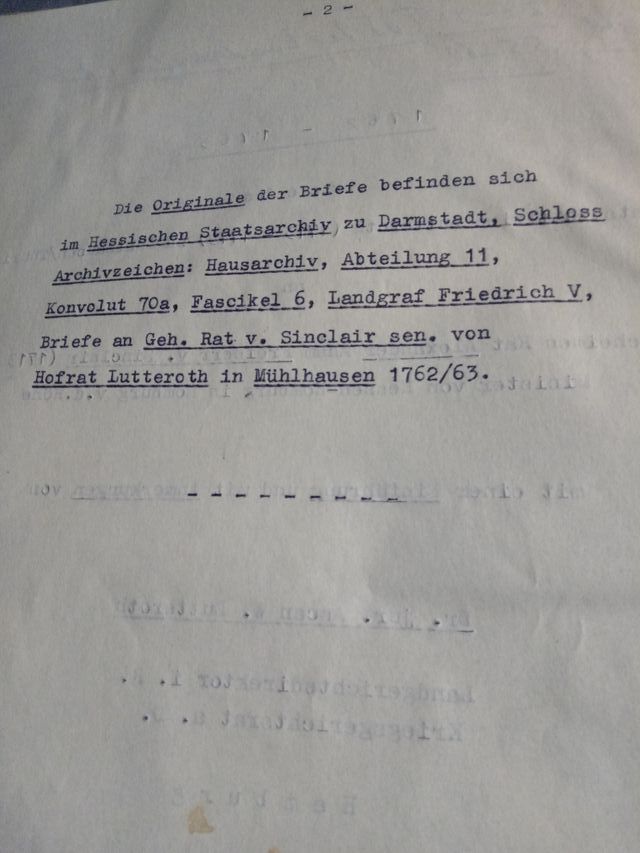 - 2 -
Die Originale der Briefe befinden sich
im Hessischen Staatsarchiv zu Darmstadt, Schloss
Archivzeichen: Hausarchiv, Abteilung 11,
Konvolut 70a, Fascikel 6, Landgraf Friedrich V,
Briefe an Geh. Rat v. Sinclair sen. von
Hofrat Lutteroth in Mühlhausen 1762/63.
- - - - - - - - -